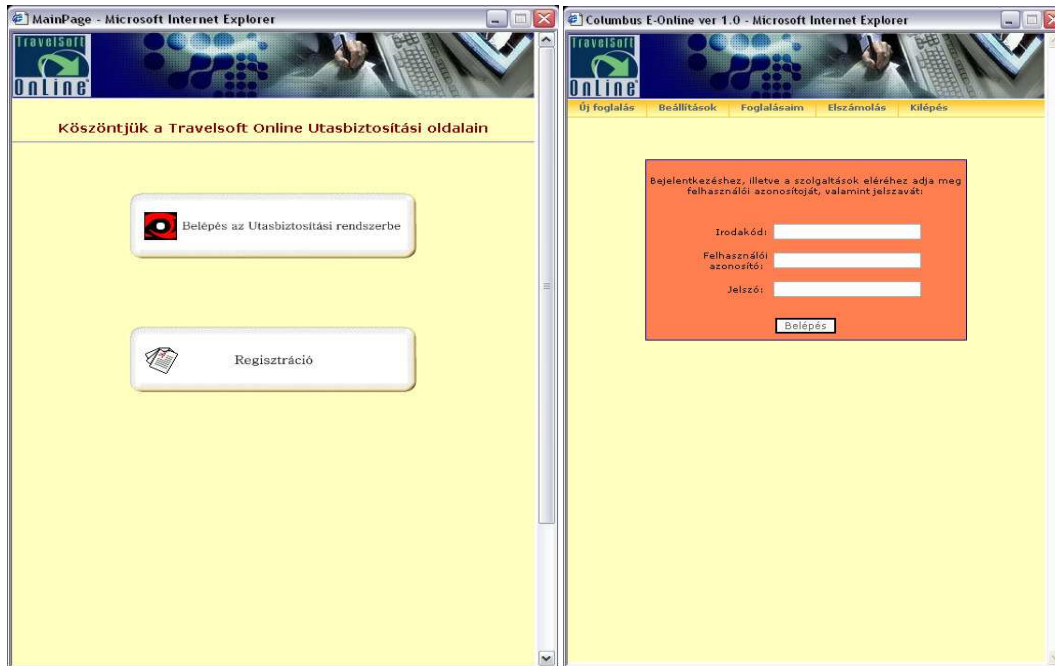 MainPage - Microsoft Internet Explorer
TravelSoft
OnLine
Köszöntjük a Travelsoft Online Utasbiztosítási oldalain
Belépés az Utasbiztosítási rendszerbe
Regisztráció
Columbus E-Online ver 1.0 - Microsoft Internet Explorer
TravelSoft
OnLine
Új foglalás Beállítások Foglalásaim Elszámolás Kilépés
Bejelentkezéshez, illetve a szolgaltások eléréhez adja meg
felhasználói azonosítoját, valamint jelszavát:
Irodakód:
Felhasználói
azonosító:
Jelszó:
Belépés